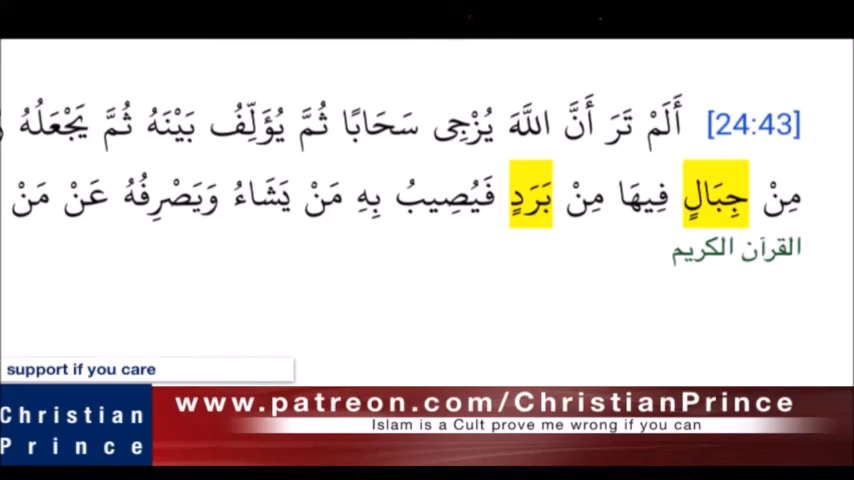 [24:43] أَلَمْ تَرَ أَنَّ اللَّهَ يُزْجِي سَحَابًا ثُمَّ يُؤَلِّفُ بَيْنَهُ ثُمَّ يَجْعَلُهُ
مِنْ جِبَالٍ فِيهَا مِنْ بَرَدٍ فَيُصِيبُ بِهِ مَنْ يَشَاءُ وَيَصْرِفُهُ عَنْ مَنْ
القرآن الكريم
support if you care
Christian
Prince
www.patreon.com/ChristianPrince
Islam is a Cult prove me wrong if you can